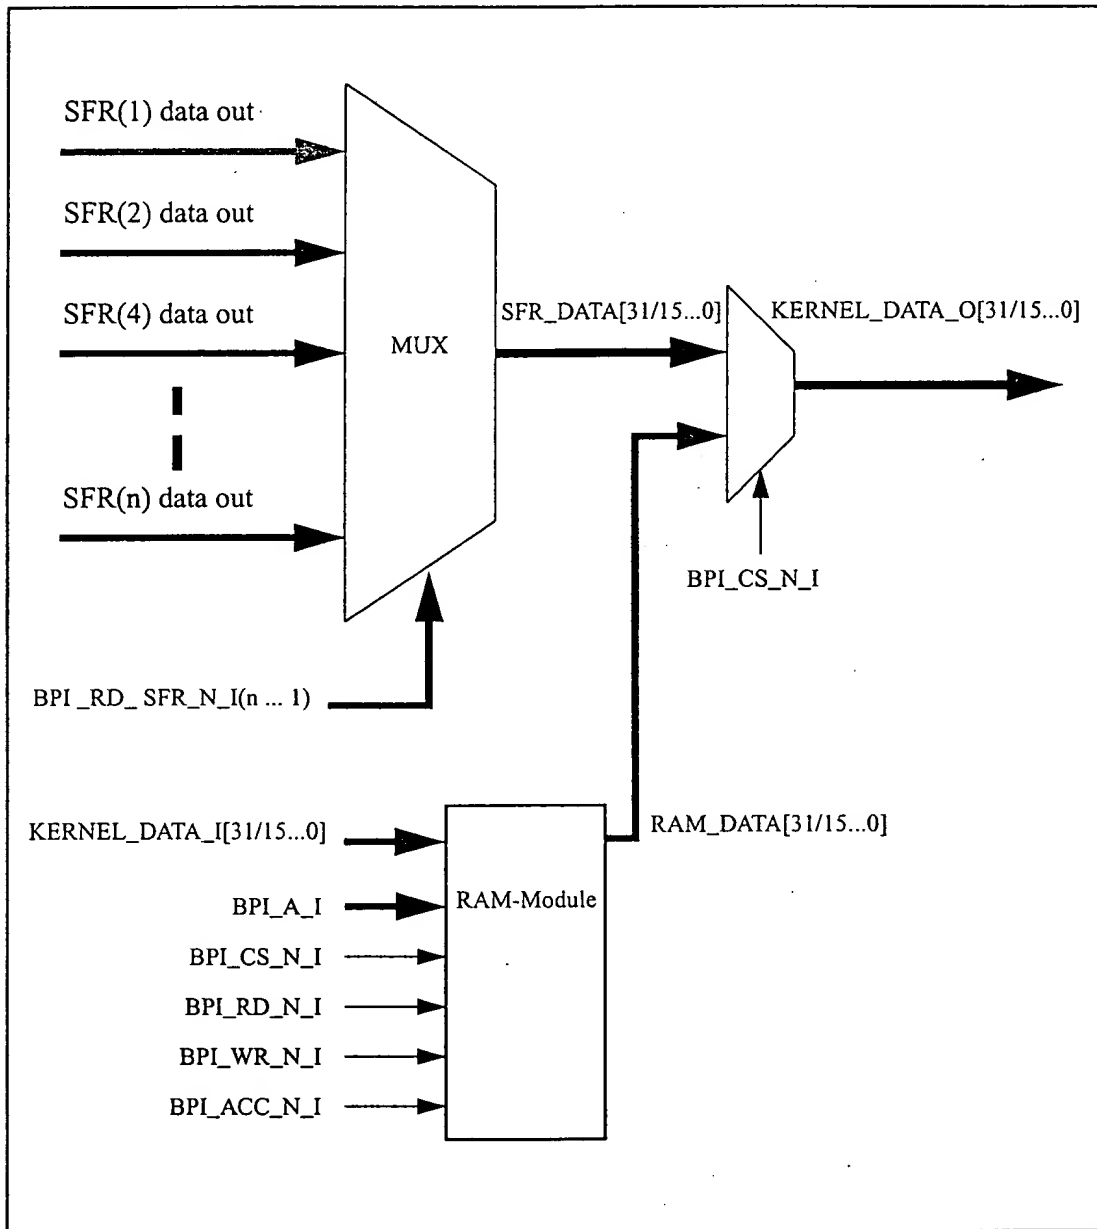 SFR(1) data out
SFR(2) data out
SFR(4) data out
SFR(n) data out
MUX
SFR_DATA[31/15...0]
KERNEL_DATA_O[31/15...0]
BPI_CS_N_I
BPI _RD_ SFR_N_I(n ... 1)
KERNEL_DATA_I[31/15...0]
BPI_A_I
BPI_CS_N_I
BPI_RD_N_I
BPI_WR_N_I
BPI_ACC_N_I
RAM-Module
RAM_DATA[31/15...0]